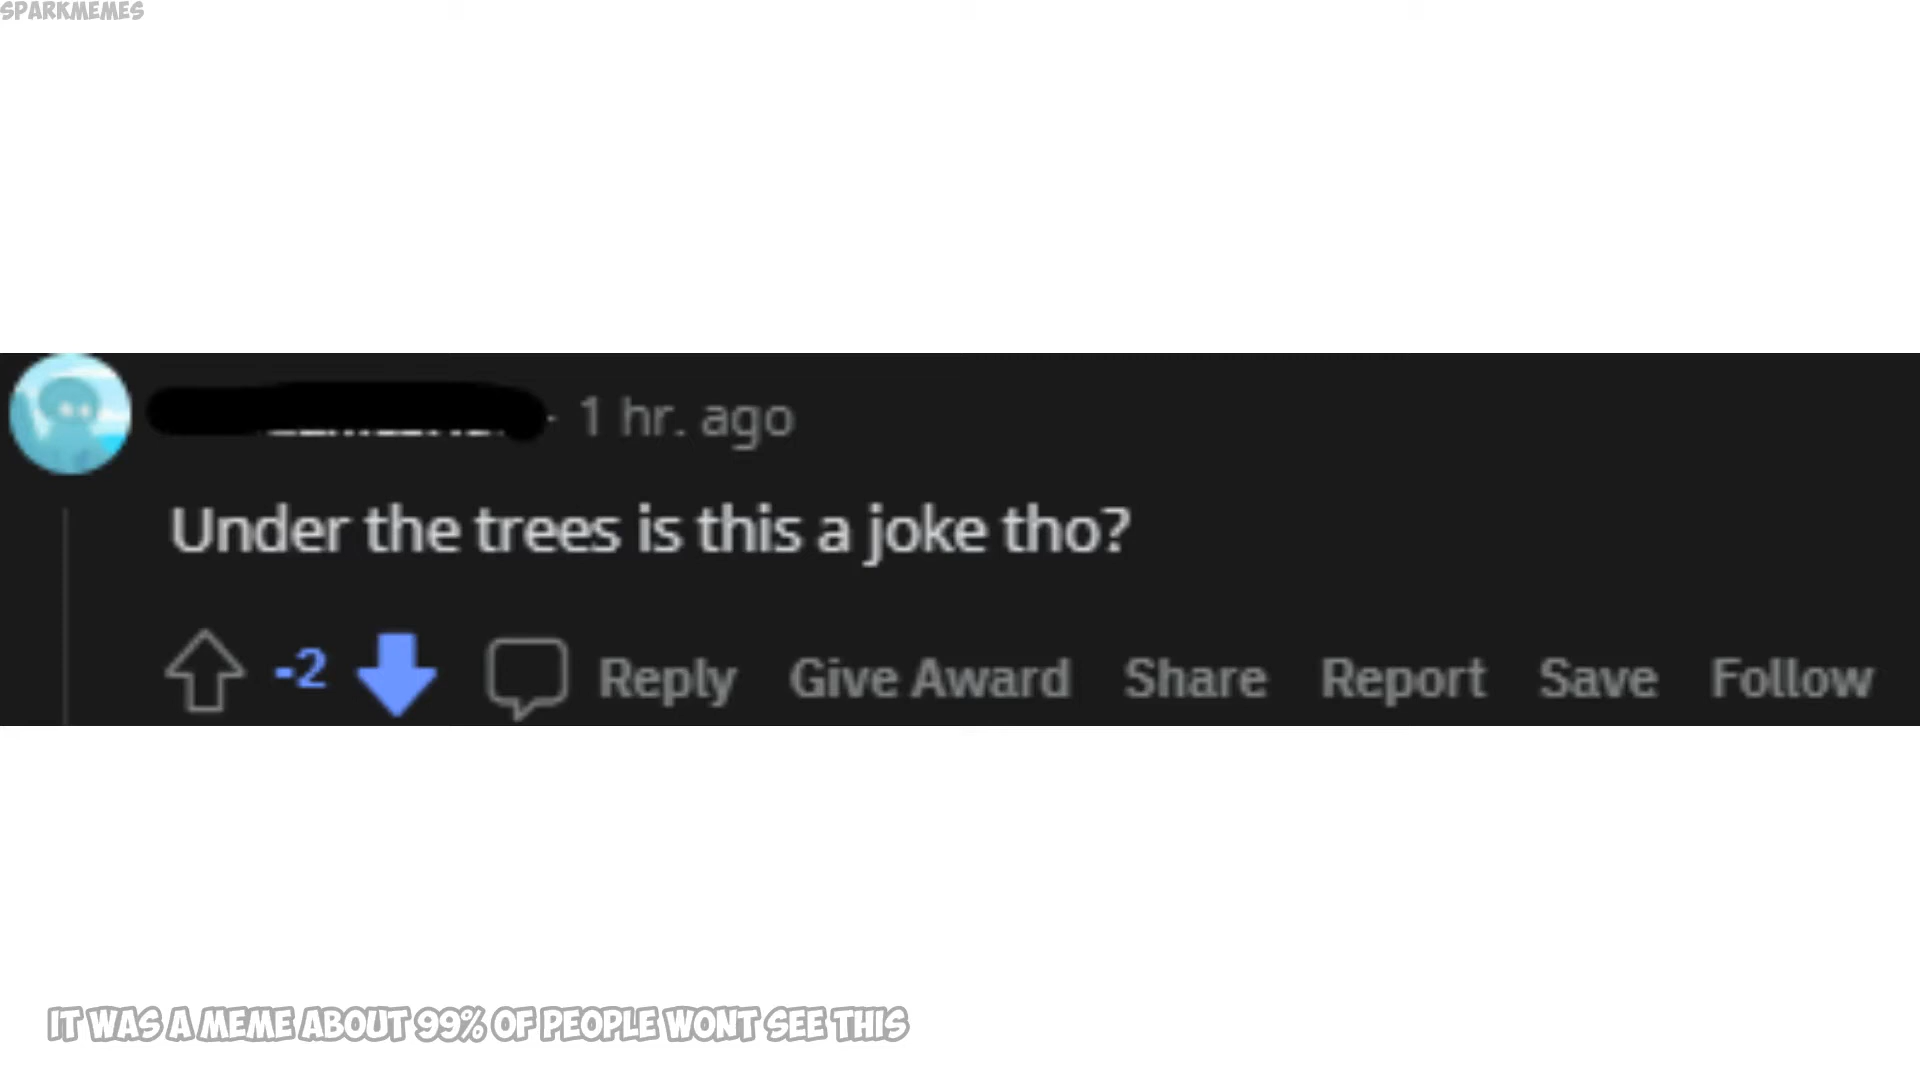 SPARKMEMES
· 1 hr. ago
Under the trees is this a joke tho?
-2 Reply Give Award Share Report Save Follow
IT WAS A MEME ABOUT 99% OF PEOPLE WONT SEE THIS